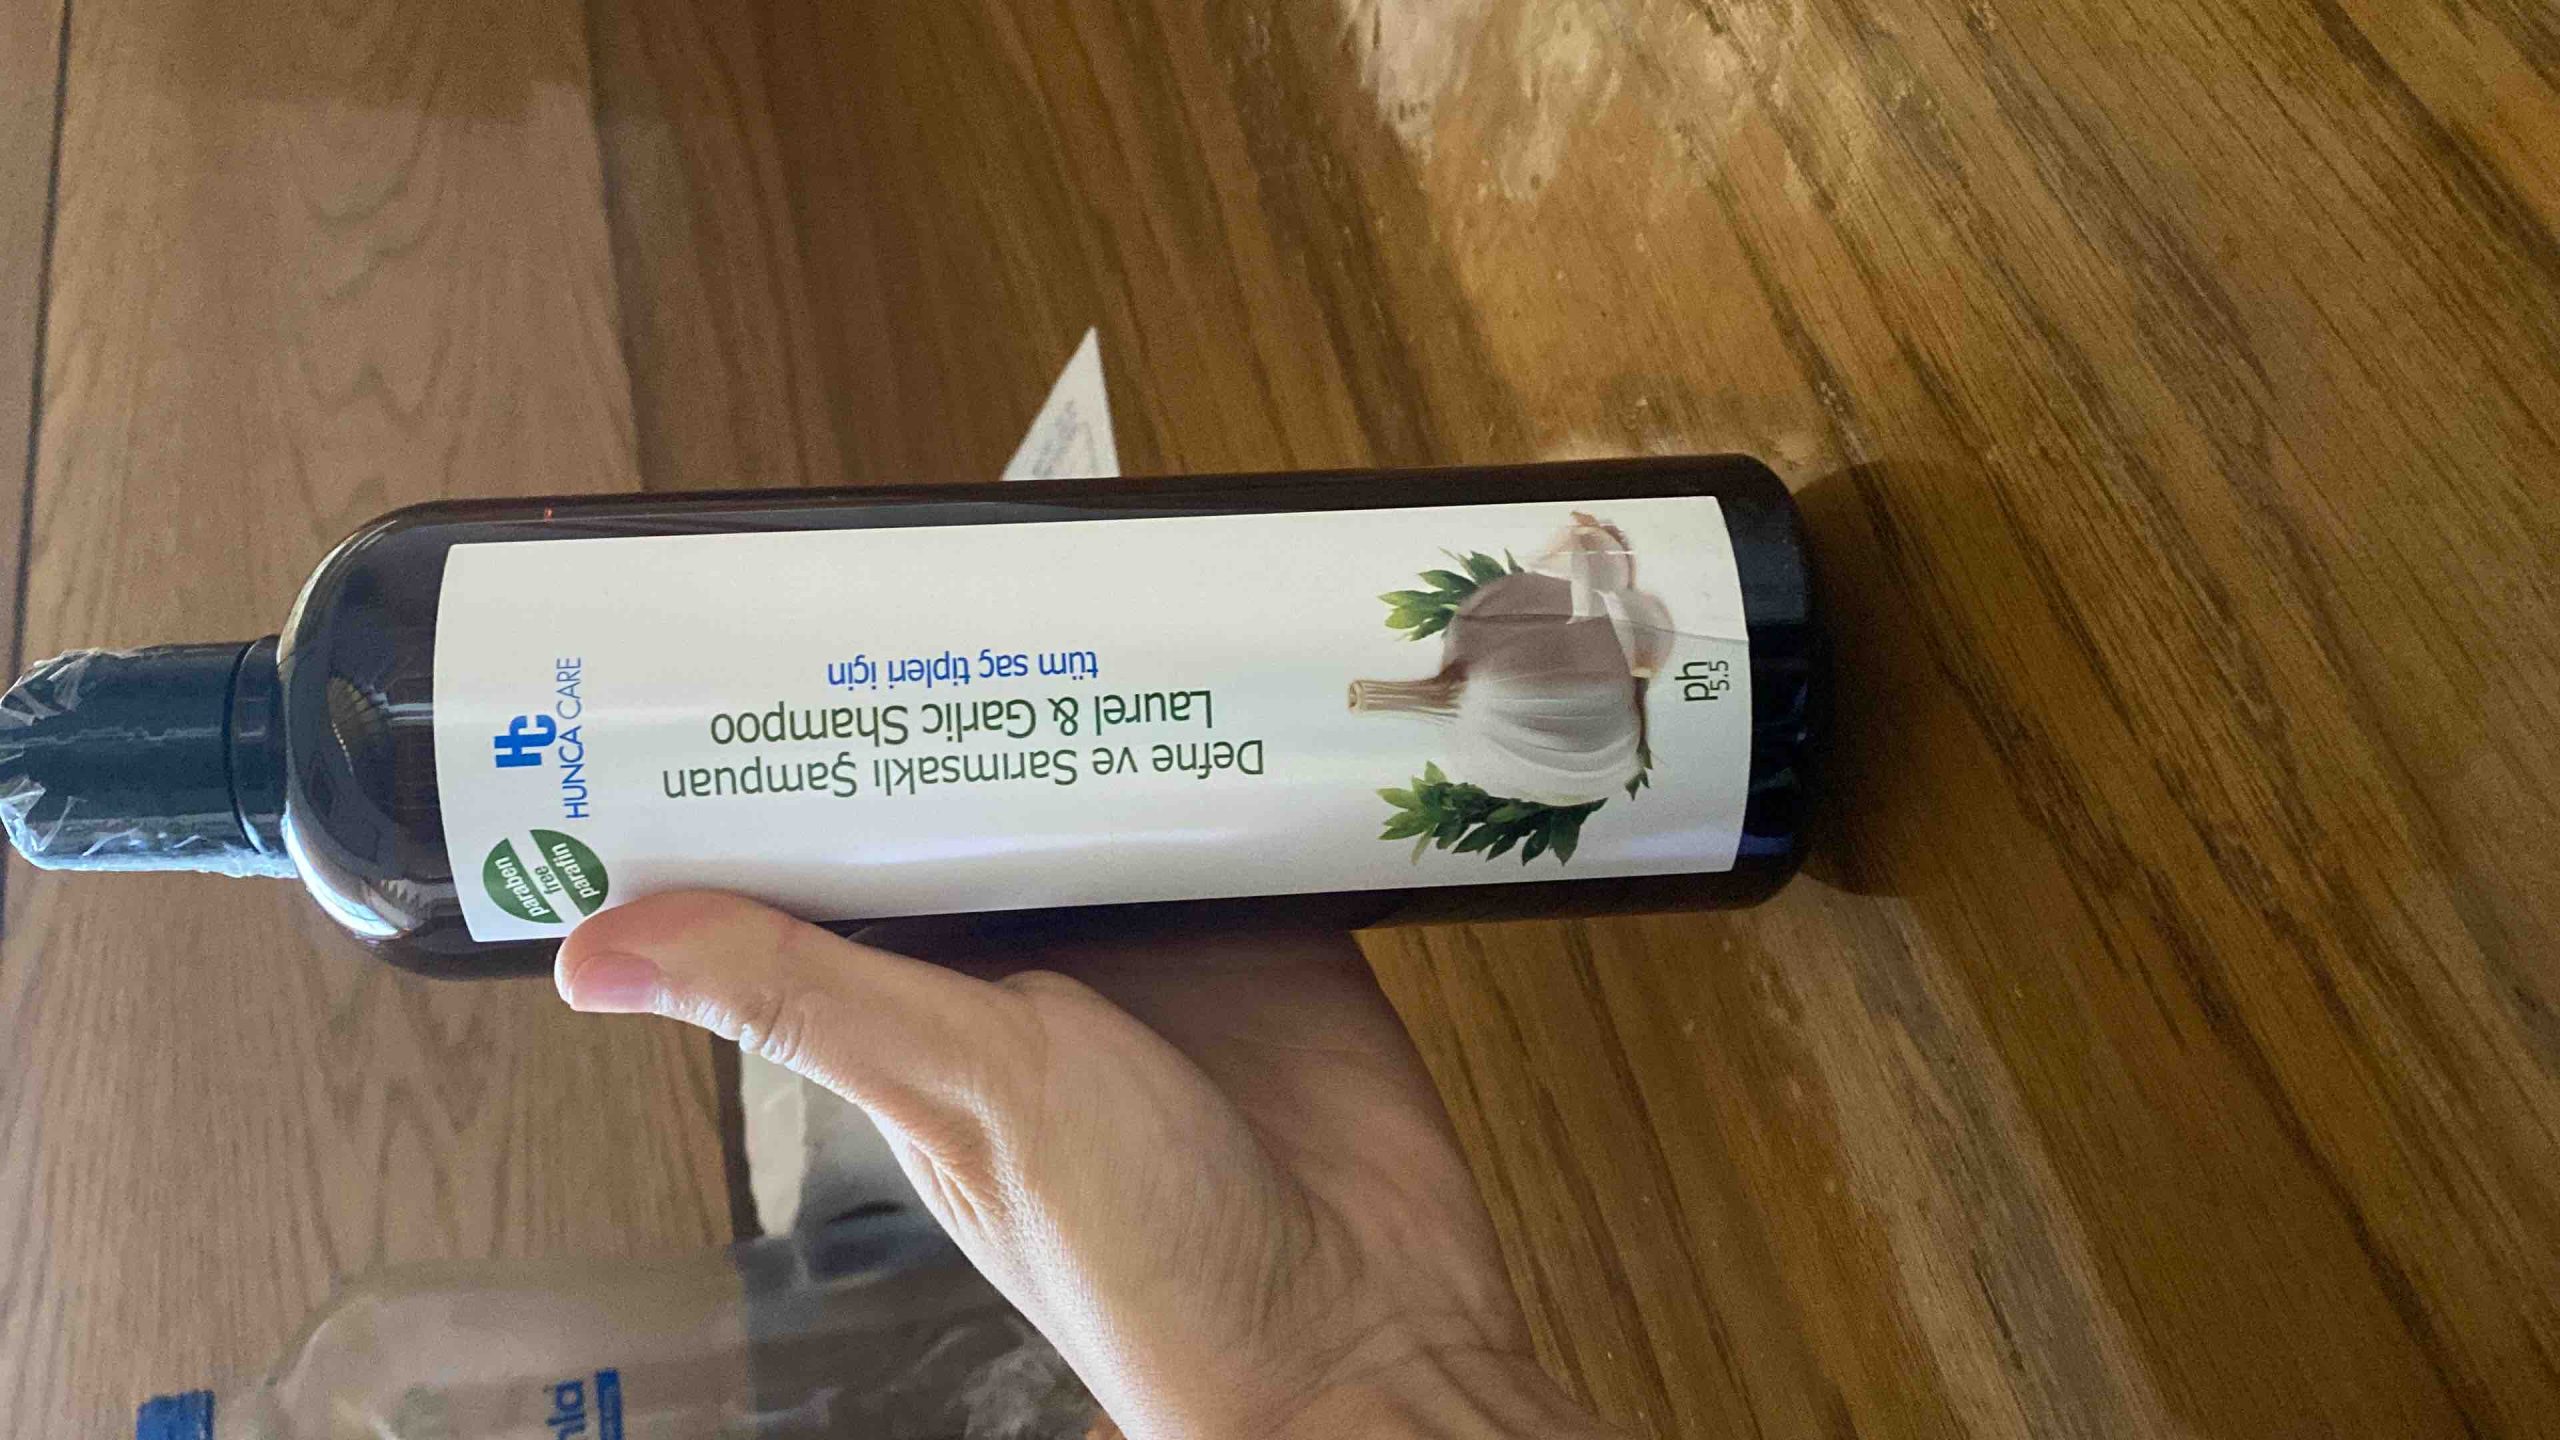 paraben
free
parafin
HC
HUNCA CARE
Defne ve Sarımsaklı Şampuan
Laurel & Garlic Shampoo
tüm saç tipleri için
ph
5.5